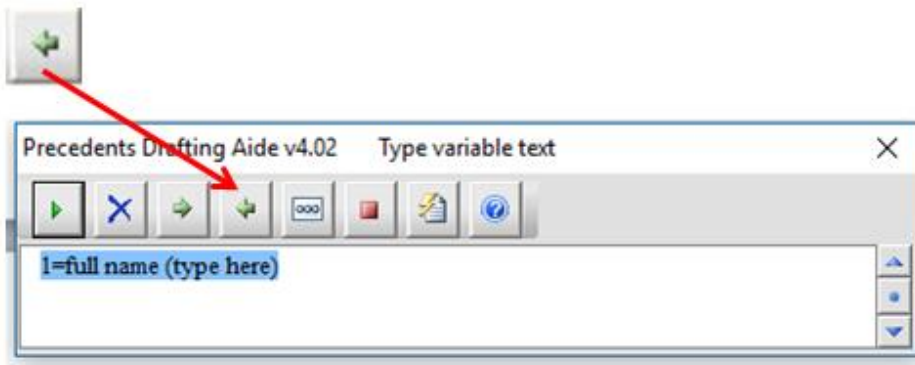 Precedents Drafting Aide v4.02 Type variable text
1=full name (type here)